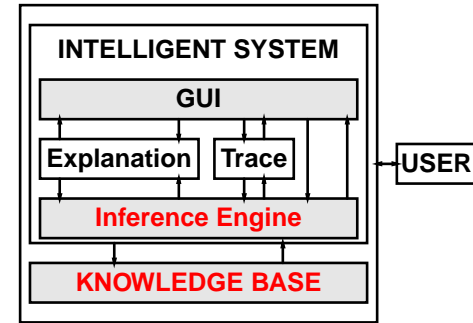 INTELLIGENT SYSTEM
GUI
Explanation
Trace
USER
Inference Engine
KNOWLEDGE BASE